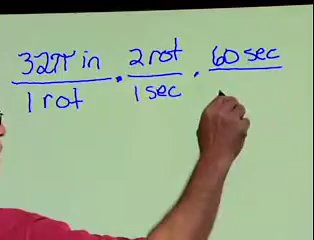 32π in 2 rot 60 sec
1 rot · 1 sec ·